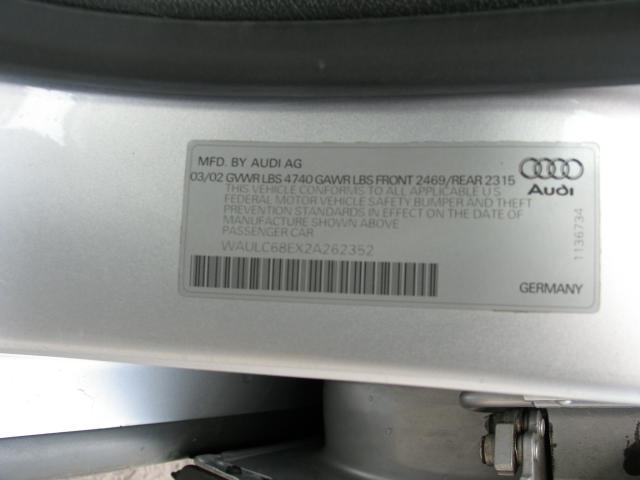 MFD. BY AUDI AG
03/02 GVWR LBS 4740 GAWR LBS FRONT 2469/REAR 2315
THIS VEHICLE CONFORMS TO ALL APPLICABLE U.S
FEDERAL MOTOR VEHICLE SAFETY, BUMPER AND THEFT
PREVENTION STANDARDS IN EFFECT ON THE DATE OF
MANUFACTURE SHOWN ABOVE
PASSENGER CAR
WAULC68EX2A262352
Audi
1136734
GERMANY